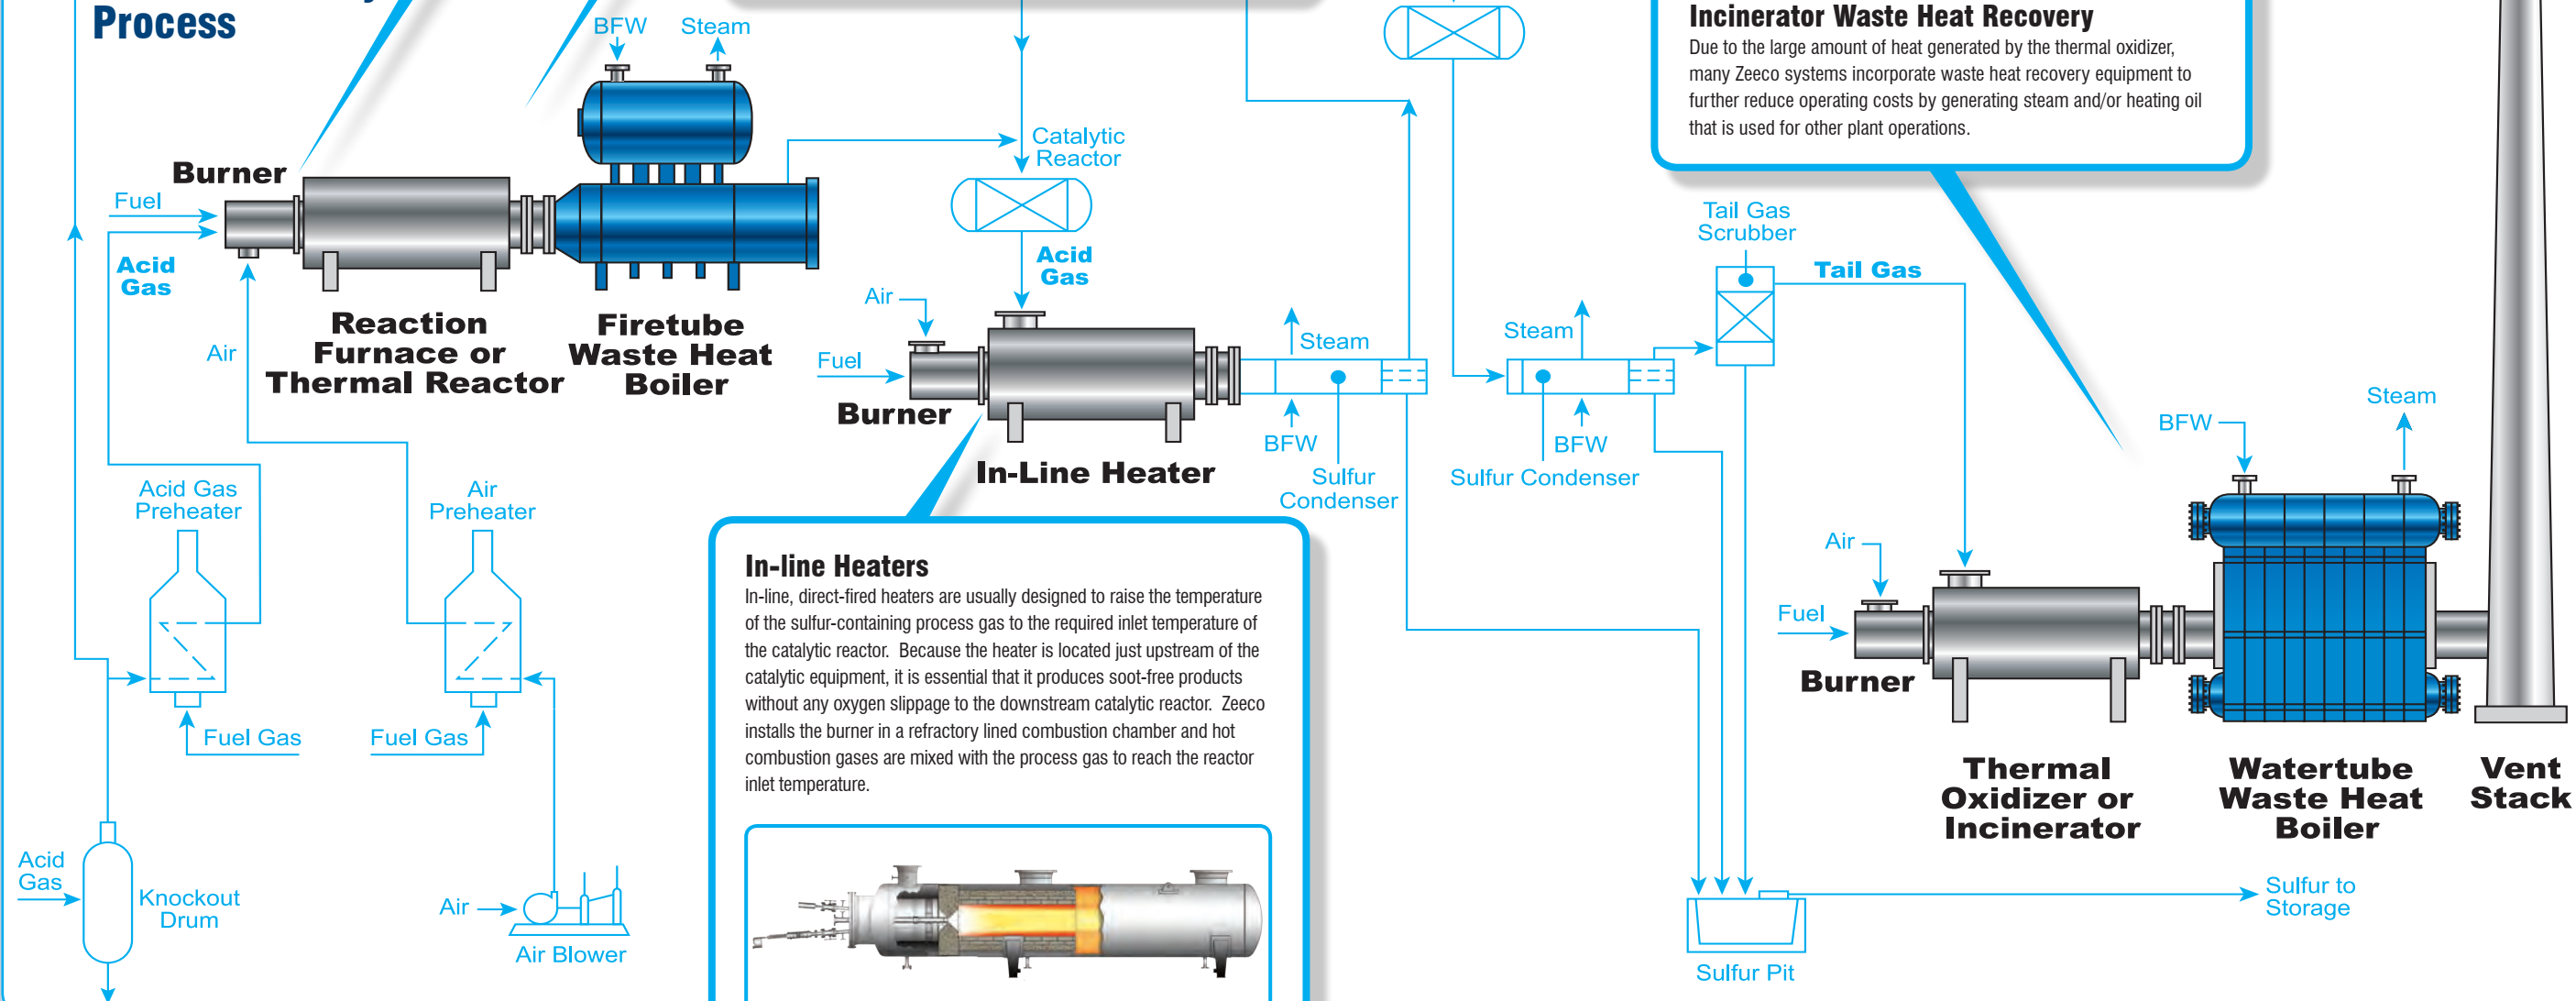 Process
BFW
Steam
Burner
Fuel
Acid
Gas
Air
Reaction
Furnace or
Thermal Reactor
Firetube
Waste Heat
Boiler
Catalytic
Reactor
Acid
Gas
Air
Fuel
Burner
In-Line Heater
Steam
BFW
Sulfur
Condenser
Steam
BFW
Sulfur Condenser
Incinerator Waste Heat Recovery
Due to the large amount of heat generated by the thermal oxidizer,
many Zeeco systems incorporate waste heat recovery equipment to
further reduce operating costs by generating steam and/or heating oil
that is used for other plant operations.
Tail Gas
Scrubber
Tail Gas
Acid Gas
Preheater
Air
Preheater
Fuel Gas
Fuel Gas
Acid
Gas
Knockout
Drum
Air
Air Blower
In-line Heaters
In-line, direct-fired heaters are usually designed to raise the temperature
of the sulfur-containing process gas to the required inlet temperature of
the catalytic reactor. Because the heater is located just upstream of the
catalytic equipment, it is essential that it produces soot-free products
without any oxygen slippage to the downstream catalytic reactor. Zeeco
installs the burner in a refractory lined combustion chamber and hot
combustion gases are mixed with the process gas to reach the reactor
inlet temperature.
BFW
Steam
Air
Fuel
Burner
Thermal
Oxidizer or
Incinerator
Watertube
Waste Heat
Boiler
Vent
Stack
Sulfur to
Storage
Sulfur Pit